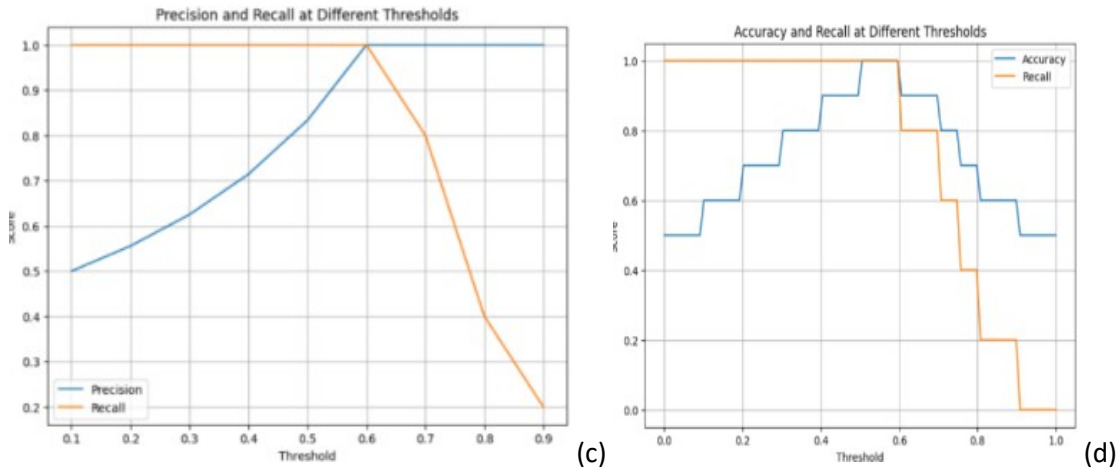 Precision and Recall at Different Thresholds
1.0
0.9
0.8
0.7
0.6
0.5
0.4
0.3
0.2
Score
Precision
Recall
0.1 0.2 0.3 0.4 0.5 0.6 0.7 0.8 0.9
Threshold
(c)
Accuracy and Recall at Different Thresholds
Accuracy
Recall
1.0
0.8
0.6
Score
0.4
0.2
0.0
0.0 0.2 0.4 0.6 0.8 1.0
Threshold
(d)